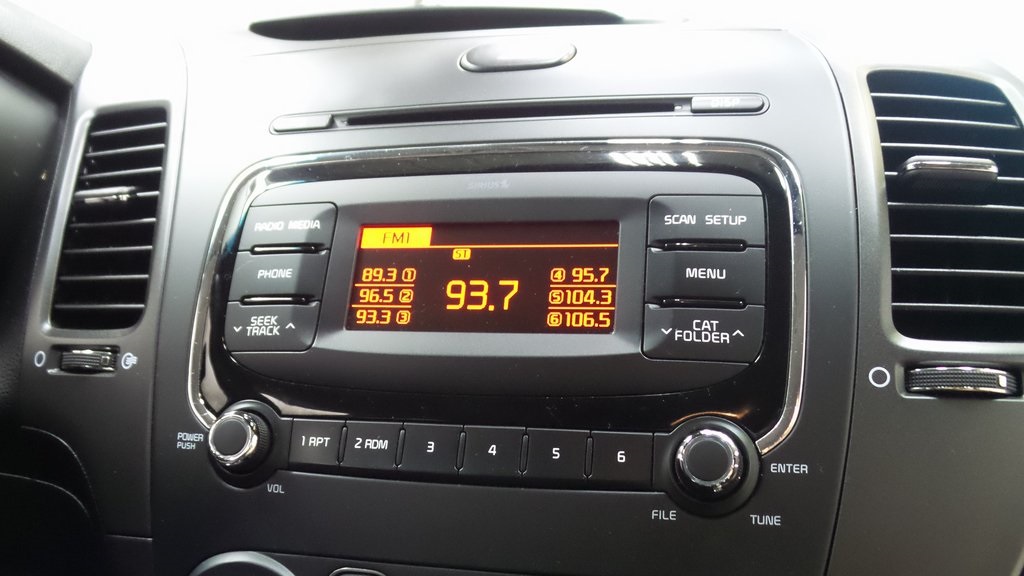 DISP
SIRIUS
RADIO MEDIA
SCAN SETUP
FM1
ST
PHONE
MENU
89.3 1
4 95.7
96.5 2
93.7
5 104.3
93.3 3
6 106.5
SEEK
TRACK
CAT
FOLDER
POWER
PUSH
VOL
1 RPT
2 RDM
3
4
5
6
ENTER
FILE
TUNE